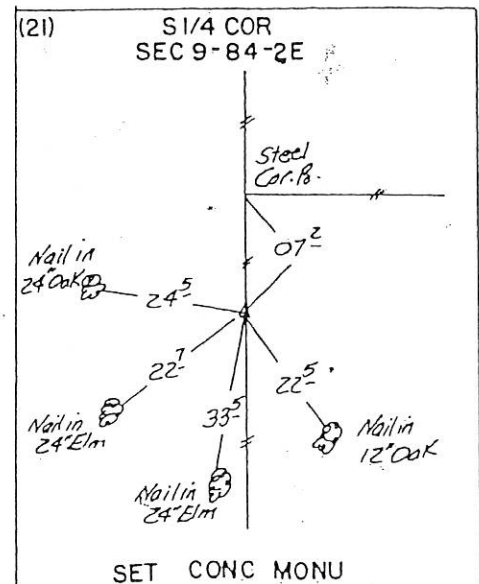 (21)
S 1/4 COR
SEC 9-84-2E
Steel
Cor. Po.
07 2
Nail in
24" Oak
24 5
22 7
22 5
33 5
Nail in
24" Elm
Nail in
12" Oak
Nail in
24" Elm
SET CONC MONU